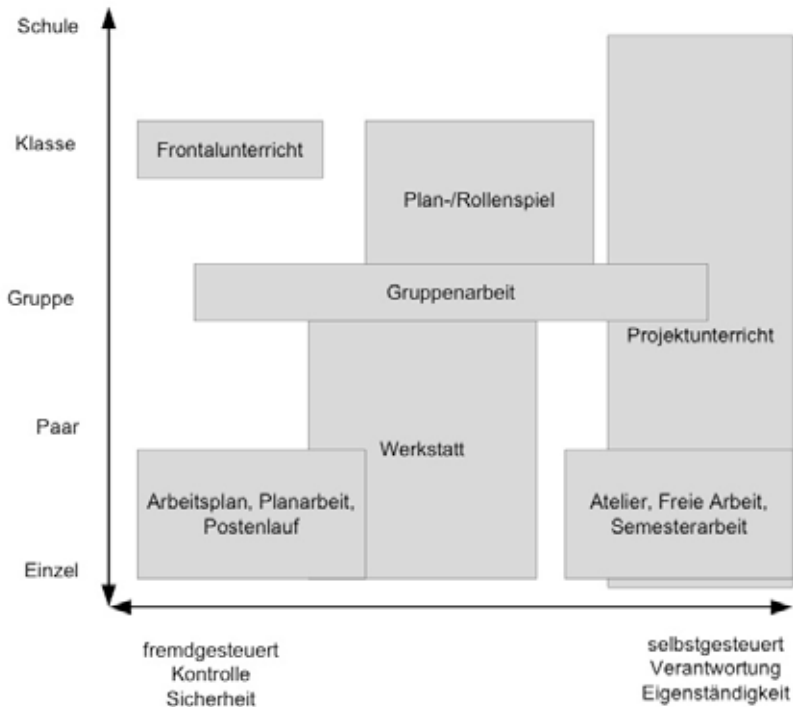 Schule
Klasse
Frontalunterricht
Plan-/Rollenspiel
Gruppe
Gruppenarbeit
Projektunterricht
Paar
Werkstatt
Arbeitsplan, Planarbeit,
Postenlauf
Atelier, Freie Arbeit,
Semesterarbeit
Einzel
fremdgesteuert
Kontrolle
Sicherheit
selbstgesteuert
Verantwortung
Eigenständigkeit